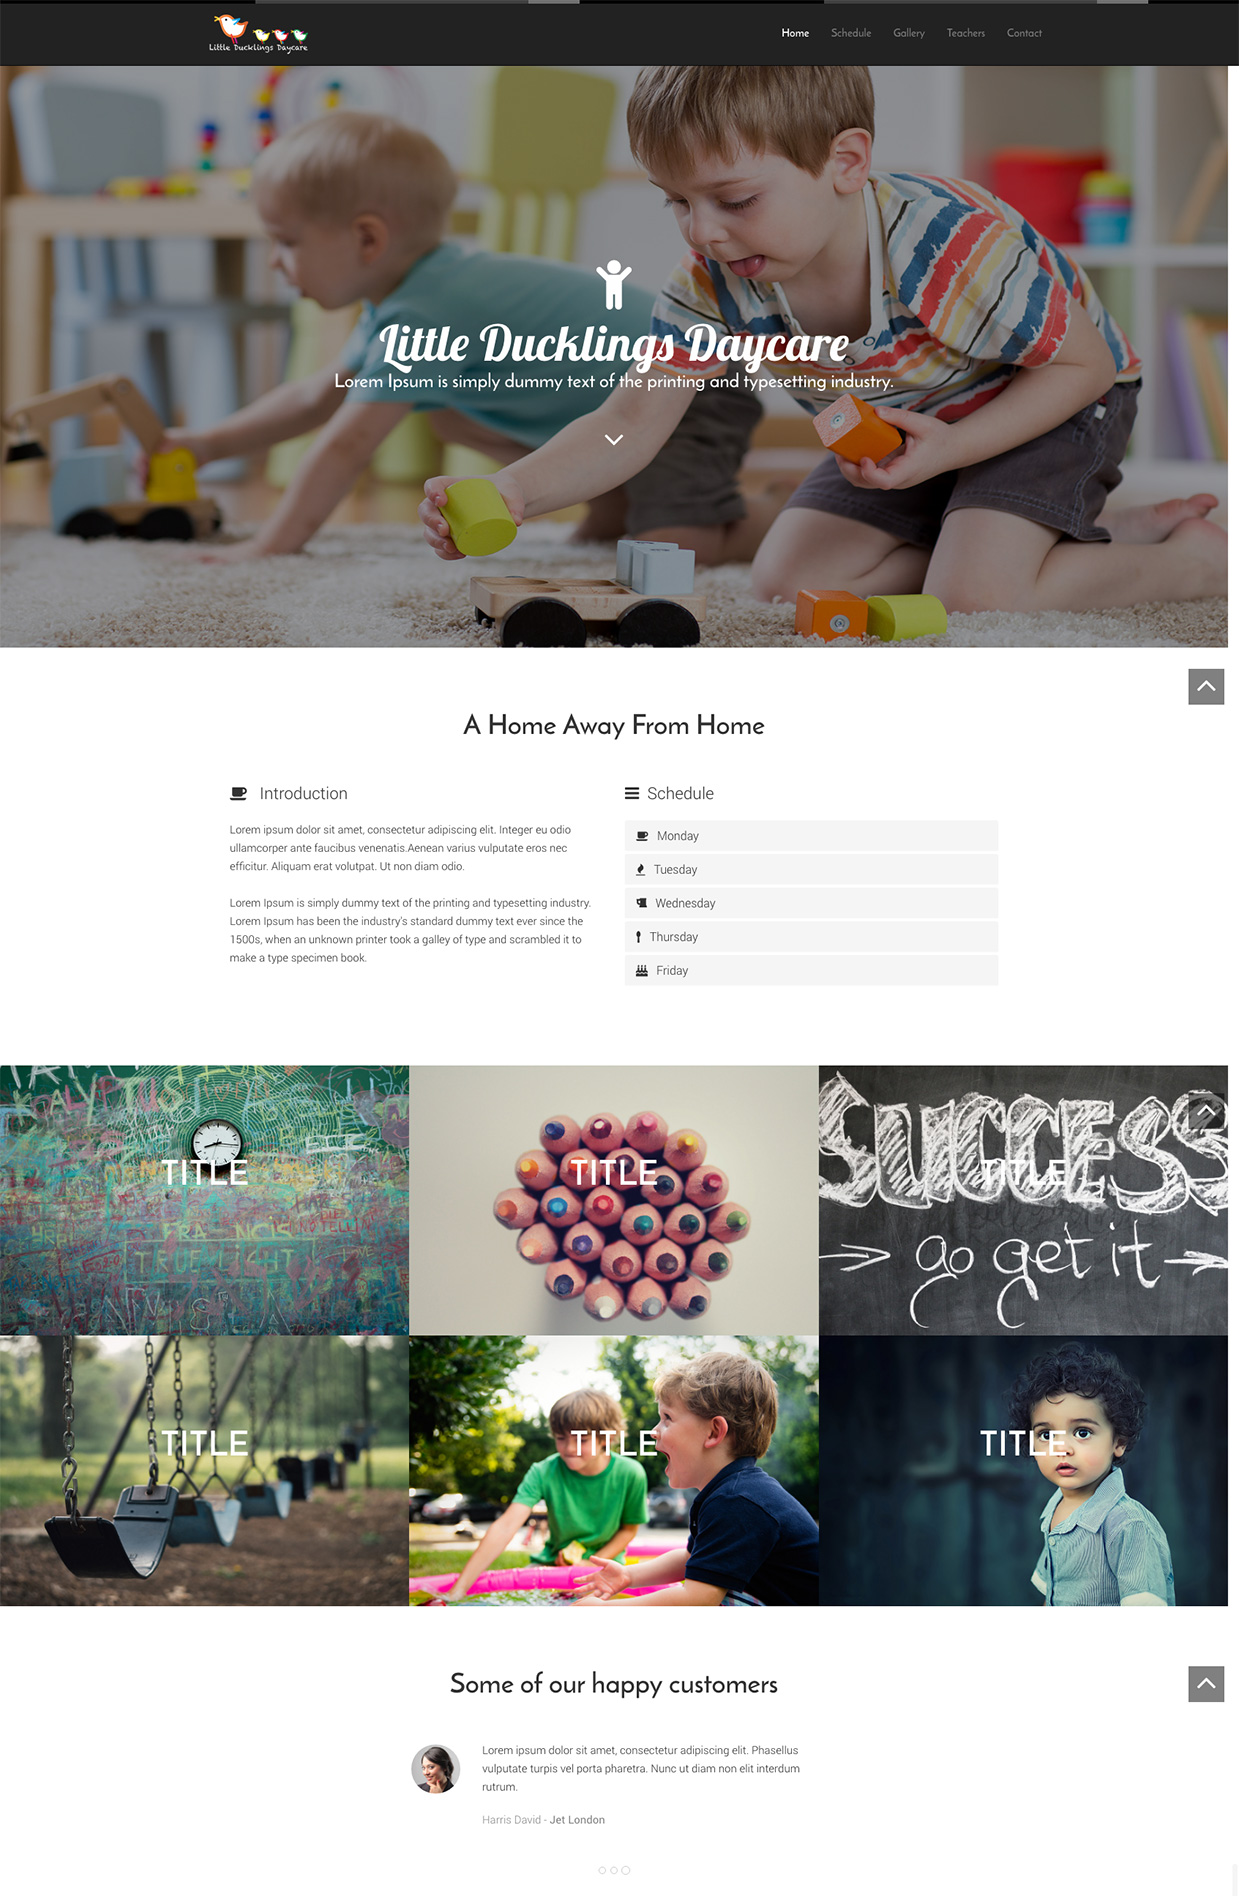 Little Ducklings Daycare
Home Schedule Gallery Teachers Contact
Little Ducklings Daycare
Lorem Ipsum is simply dummy text of the printing and typesetting industry.
A Home Away From Home
Introduction
Lorem ipsum dolor sit amet, consectetur adipiscing elit. Integer eu odio
ullamcorper ante faucibus venenatis.Aenean varius vulputate eros nec
efficitur. Aliquam erat volutpat. Ut non diam odio.
Lorem Ipsum is simply dummy text of the printing and typesetting industry.
Lorem Ipsum has been the industry's standard dummy text ever since the
1500s, when an unknown printer took a galley of type and scrambled it to
make a type specimen book.
Schedule
Monday
Tuesday
Wednesday
Thursday
Friday
TITLE
FRANCIS
TRUE LIGHT
TITLE
SUCCESS
TITLE
go get it
TITLE
TITLE
TITLE
Some of our happy customers
Lorem ipsum dolor sit amet, consectetur adipiscing elit. Phasellus
vulputate turpis vel porta pharetra. Nunc ut diam non elit interdum
rutrum.
Harris David - Jet London